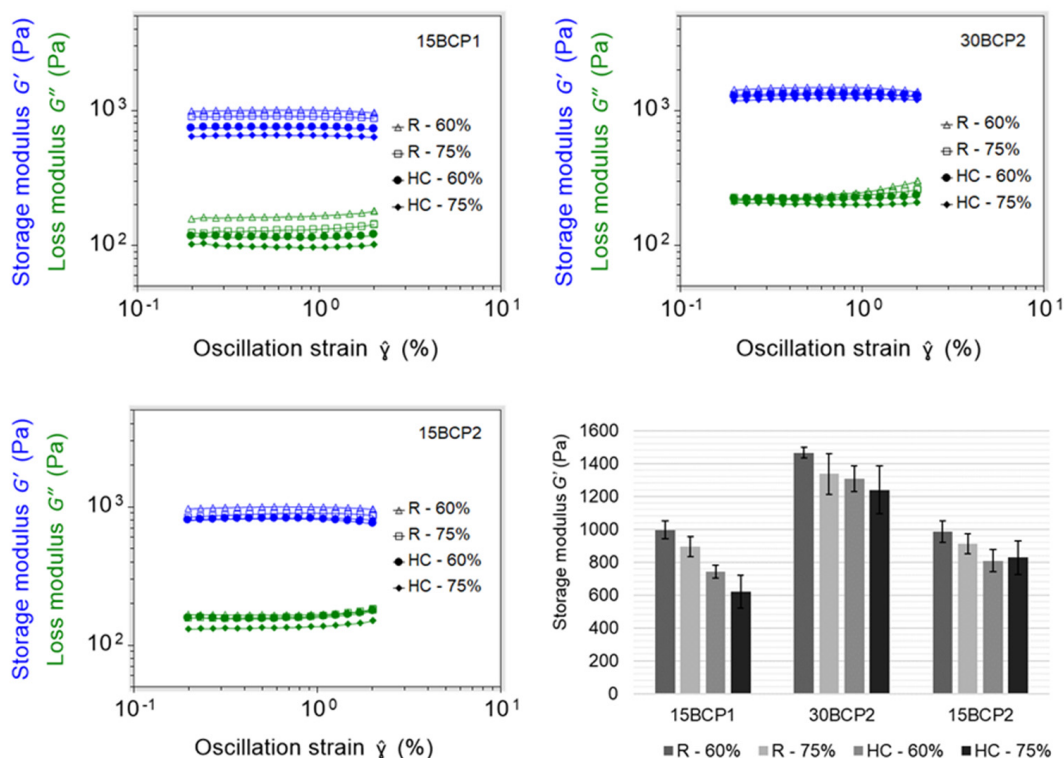 15BCP1
Storage modulus G′ (Pa)
Loss modulus G″ (Pa)
10³
10²
R - 60%
R - 75%
HC - 60%
HC - 75%
10⁻¹ 10⁰ 10¹
Oscillation strain γ̂ (%)
30BCP2
Storage modulus G′ (Pa)
Loss modulus G″ (Pa)
10³
10²
R - 60%
R - 75%
HC - 60%
HC - 75%
10⁻¹ 10⁰ 10¹
Oscillation strain γ̂ (%)
15BCP2
Storage modulus G′ (Pa)
Loss modulus G″ (Pa)
10³
10²
R - 60%
R - 75%
HC - 60%
HC - 75%
10⁻¹ 10⁰ 10¹
Oscillation strain γ̂ (%)
Storage modulus G′ (Pa)
1600
1400
1200
1000
800
600
400
200
0
15BCP1 30BCP2 15BCP2
R - 60% R - 75% HC - 60% HC - 75%